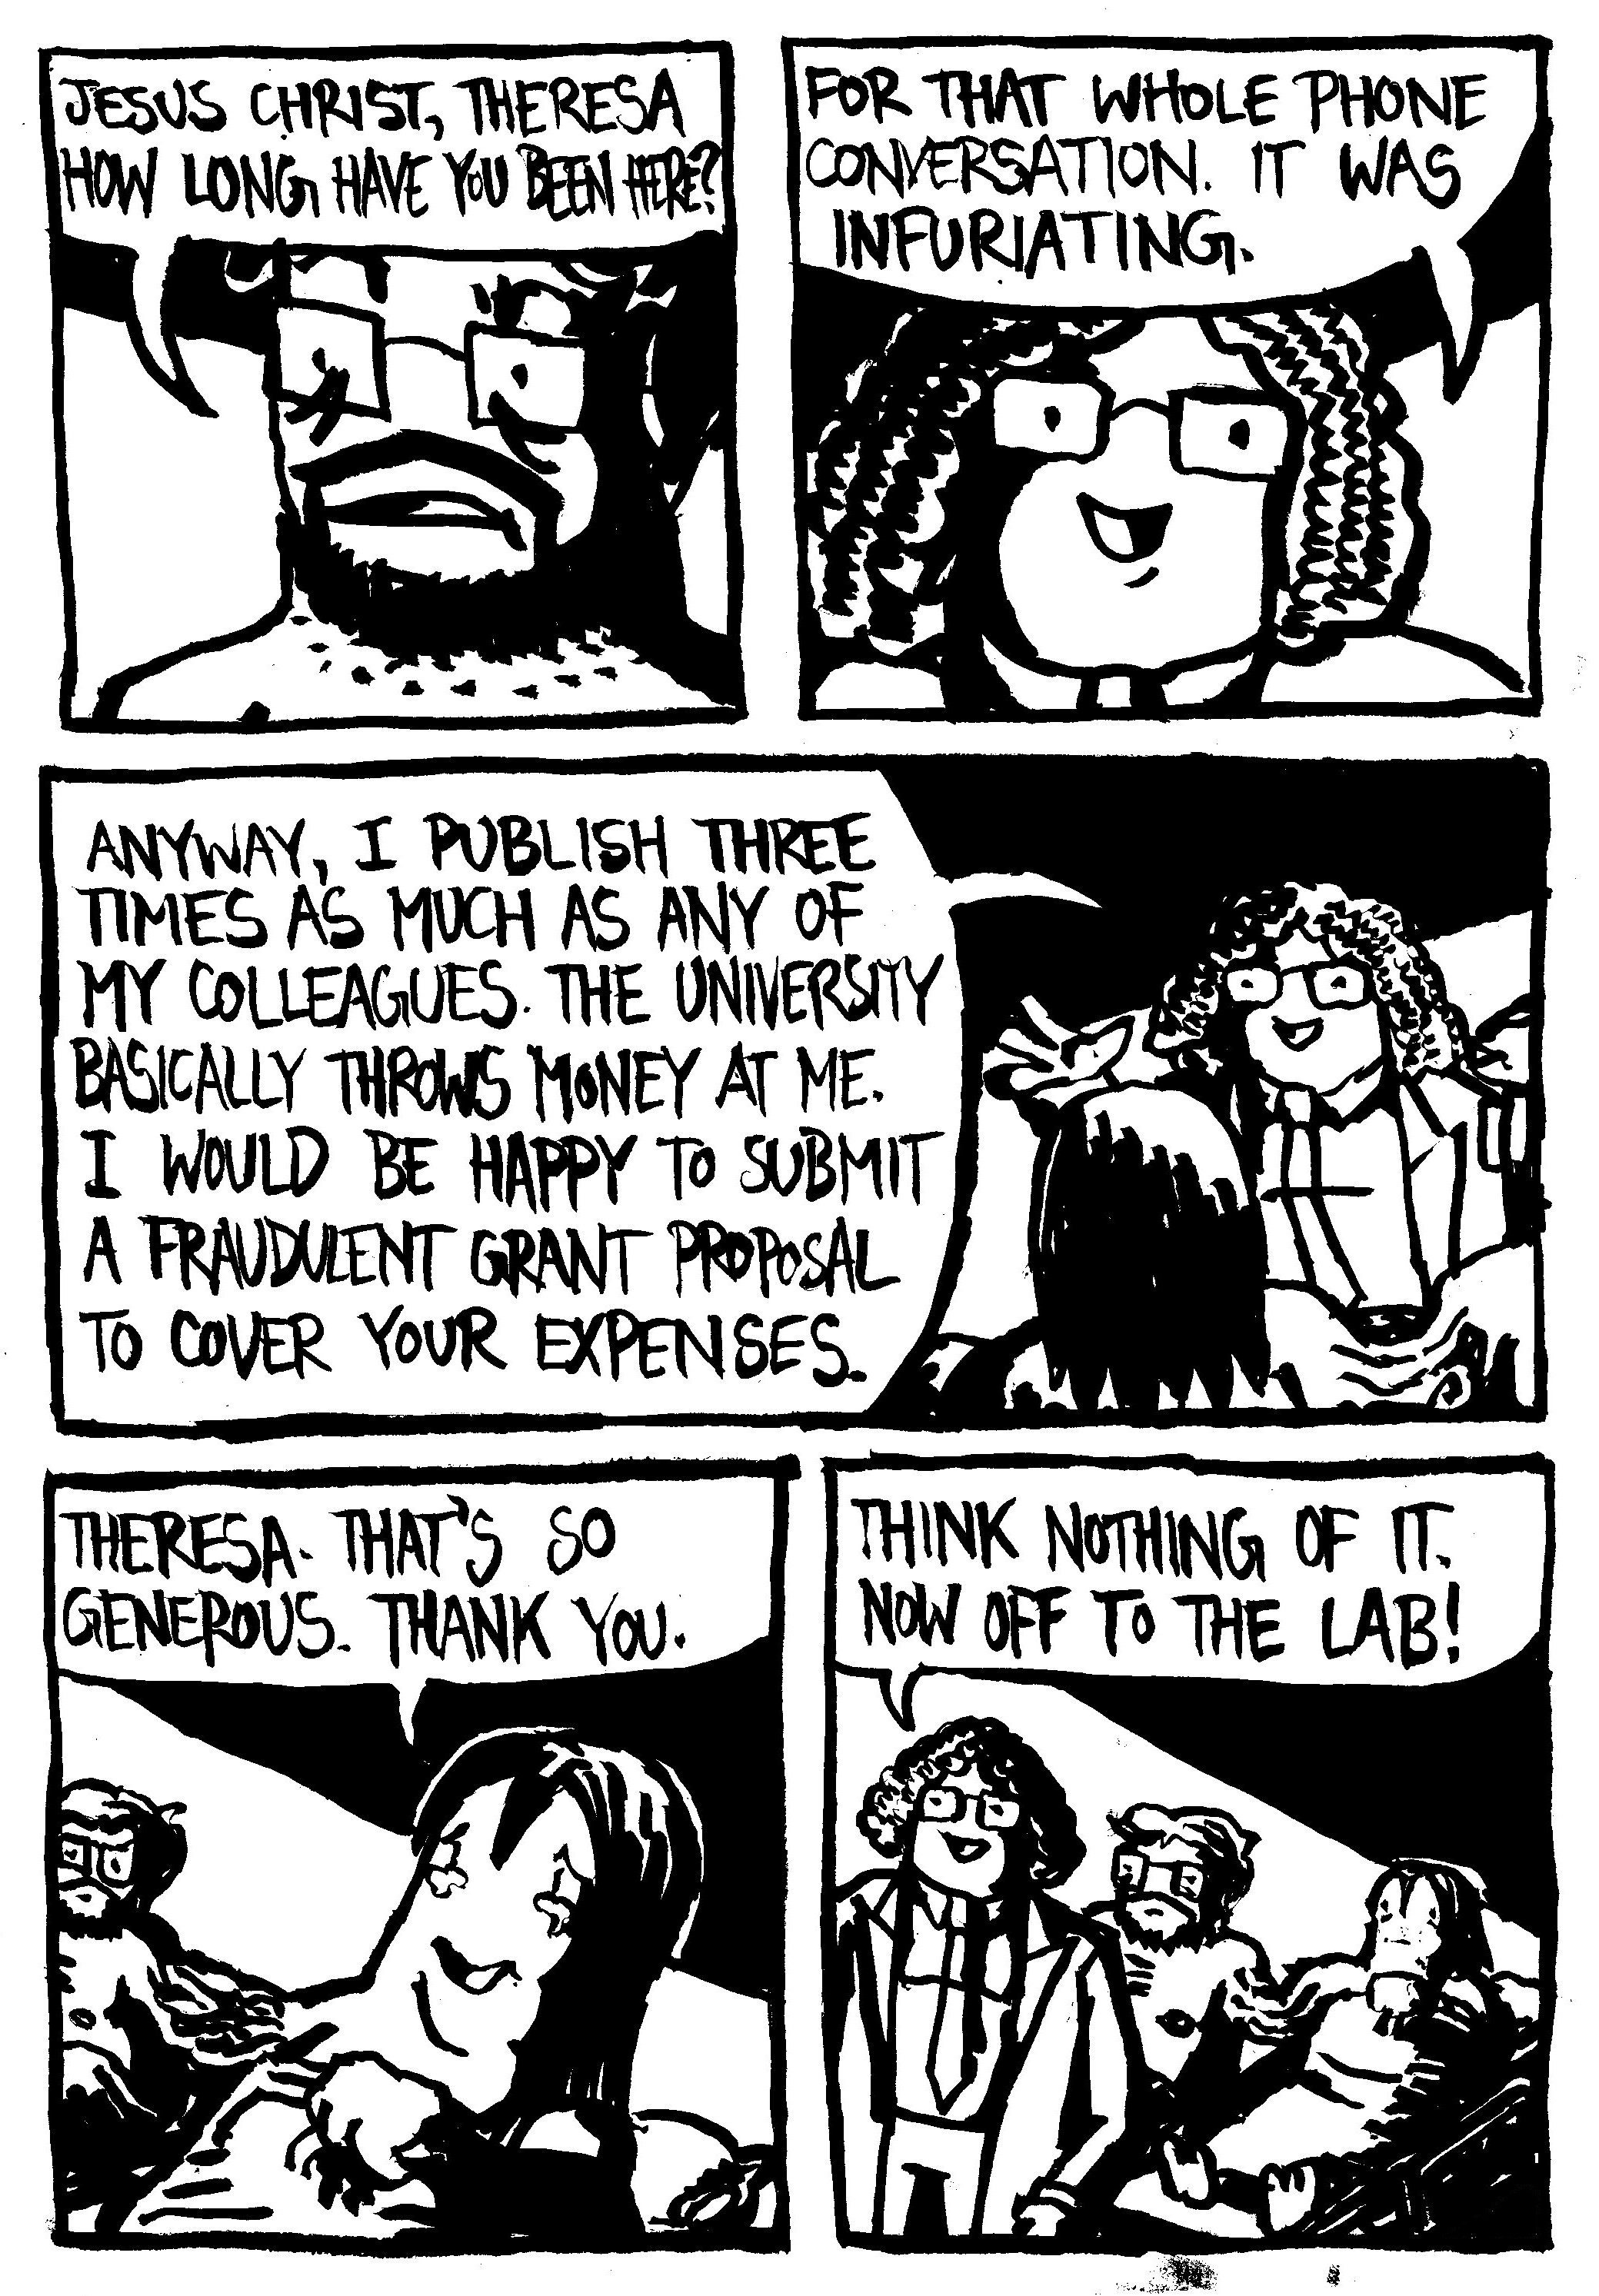 JESUS CHRIST, THERESA
HOW LONG HAVE YOU BEEN HERE?
FOR THAT WHOLE PHONE
CONVERSATION. IT WAS
INFURIATING.
ANYWAY, I PUBLISH THREE
TIMES AS MUCH AS ANY OF
MY COLLEAGUES. THE UNIVERSITY
BASICALLY THROWS MONEY AT ME.
I WOULD BE HAPPY TO SUBMIT
A FRAUDULENT GRANT PROPOSAL
TO COVER YOUR EXPENSES.
THERESA. THAT'S SO
GENEROUS. THANK YOU.
THINK NOTHING OF IT.
NOW OFF TO THE LAB!